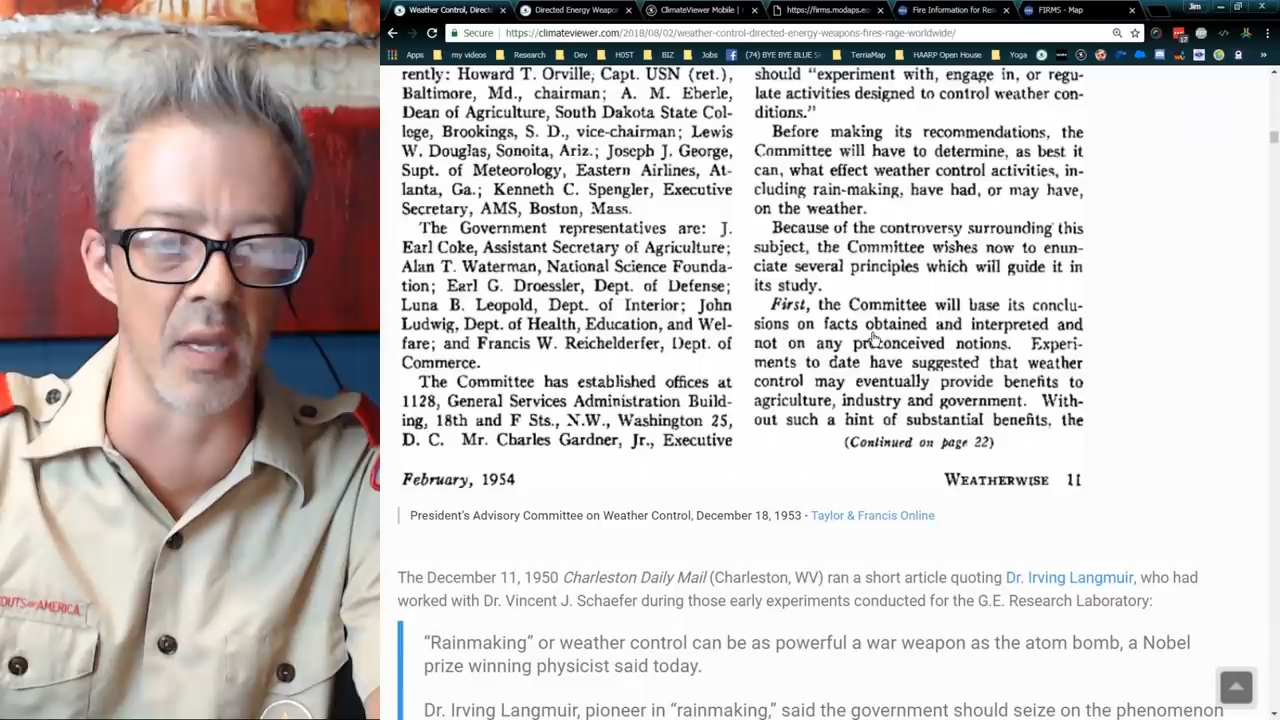 Weather Control, Direct
Directed Energy Weapo
ClimateViewer Mobile |
https://firms.modaps.eo
Fire Information for Re
FIRMS - Map
Jim
Secure
https://climateviewer.com/2018/08/02/weather-control-directed-energy-weapons-fires-rage-worldwide/
Apps
my videos
Research
Dev
HOST
BIZ
Jobs
(74) BYE BYE BLUE S
TerriaMap
HAARP Open House
Yoga
rently: Howard T. Orville, Capt. USN (ret.),
Baltimore, Md., chairman; A. M. Eberle,
Dean of Agriculture, South Dakota State Col-
lege, Brookings, S. D., vice-chairman; Lewis
W. Douglas, Sonoita, Ariz.; Joseph J. George,
Supt. of Meteorology, Eastern Airlines, At-
lanta, Ga.; Kenneth C. Spengler, Executive
Secretary, AMS, Boston, Mass.
The Government representatives are: J.
Earl Coke, Assistant Secretary of Agriculture;
Alan T. Waterman, National Science Founda-
tion; Earl G. Droessler, Dept. of Defense;
Luna B. Leopold, Dept. of Interior; John
Ludwig, Dept. of Health, Education, and Wel-
fare; and Francis W. Reichelderfer, Dept. of
Commerce.
The Committee has established offices at
1128, General Services Administration Build-
ing, 18th and F Sts., N.W., Washington 25,
D. C. Mr. Charles Gardner, Jr., Executive
should “experiment with, engage in, or regu-
late activities designed to control weather con-
ditions.”
Before making its recommendations, the
Committee will have to determine, as best it
can, what effect weather control activities, in-
cluding rain-making, have had, or may have,
on the weather.
Because of the controversy surrounding this
subject, the Committee wishes now to enun-
ciate several principles which will guide it in
its study.
First, the Committee will base its conclu-
sions on facts obtained and interpreted and
not on any preconceived notions. Experi-
ments to date have suggested that weather
control may eventually provide benefits to
agriculture, industry and government. With-
out such a hint of substantial benefits, the
(Continued on page 22)
February, 1954
WEATHERWISE 11
President’s Advisory Committee on Weather Control, December 18, 1953 - Taylor & Francis Online
The December 11, 1950 Charleston Daily Mail (Charleston, WV) ran a short article quoting Dr. Irving Langmuir, who had
worked with Dr. Vincent J. Schaefer during those early experiments conducted for the G.E. Research Laboratory:
“Rainmaking” or weather control can be as powerful a war weapon as the atom bomb, a Nobel
prize winning physicist said today.
Dr. Irving Langmuir, pioneer in “rainmaking,” said the government should seize on the phenomenon
OUTS OF AMERICA